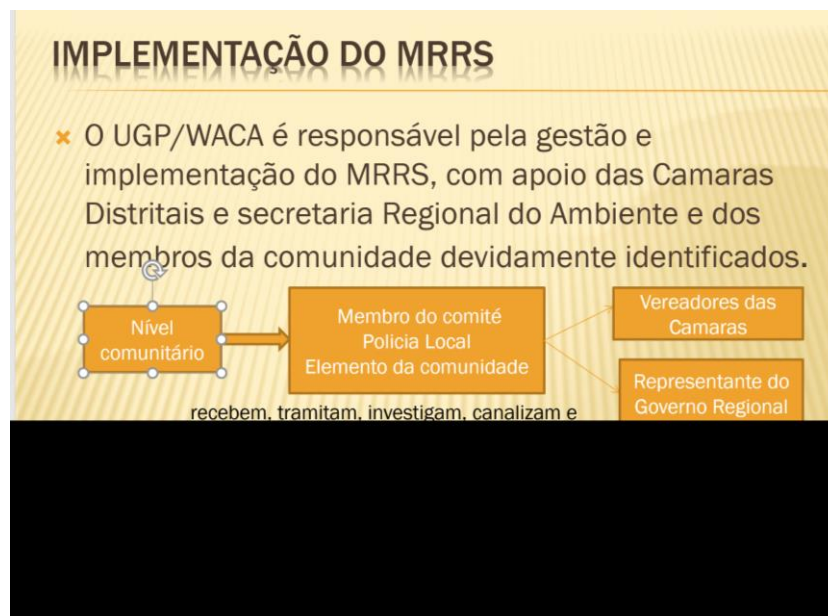 IMPLEMENTAÇÃO DO MRRS
O UGP/WACA é responsável pela gestão e
implementação do MRRS, com apoio das Camaras
Distritais e secretaria Regional do Ambiente e dos
membros da comunidade devidamente identificados.
Nível
comunitário
Membro do comité
Policia Local
Elemento da comunidade
Vereadores das
Camaras
Representante do
Governo Regional
recebem, tramitam, investigam, canalizam e